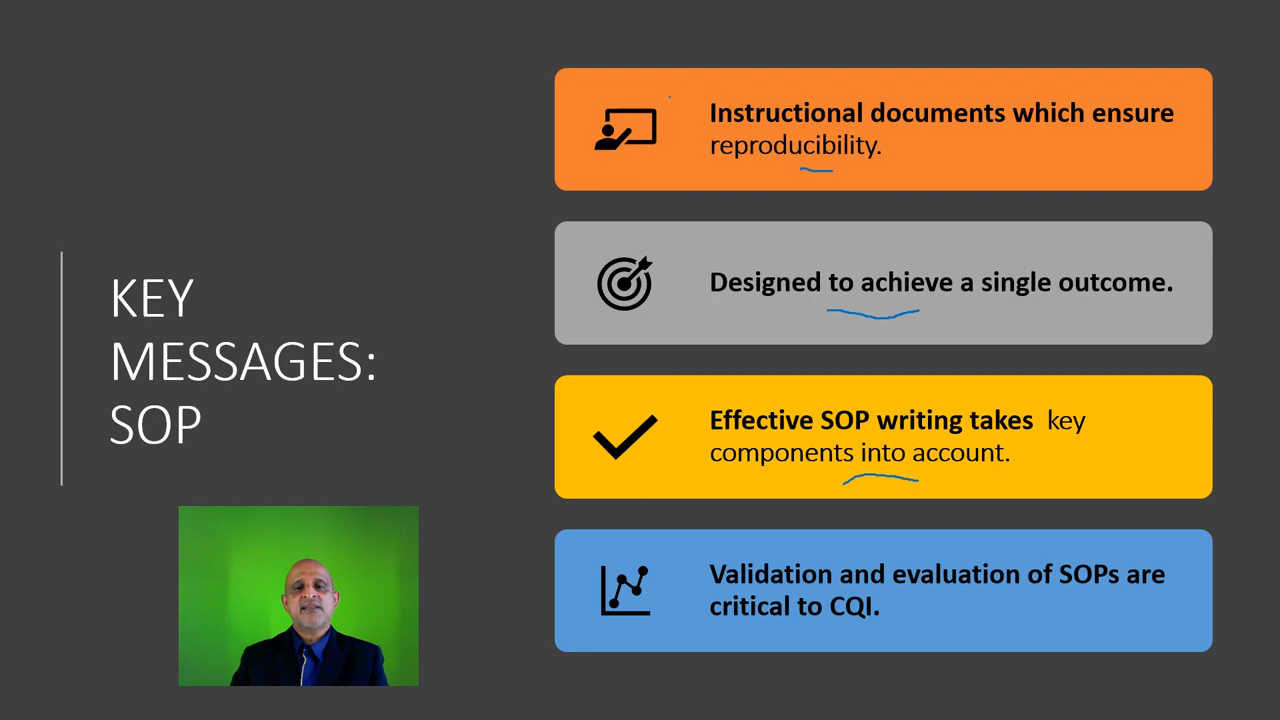 KEY
MESSAGES:
SOP
Instructional documents which ensure
reproducibility.
Designed to achieve a single outcome.
Effective SOP writing takes key
components into account.
Validation and evaluation of SOPs are
critical to CQI.